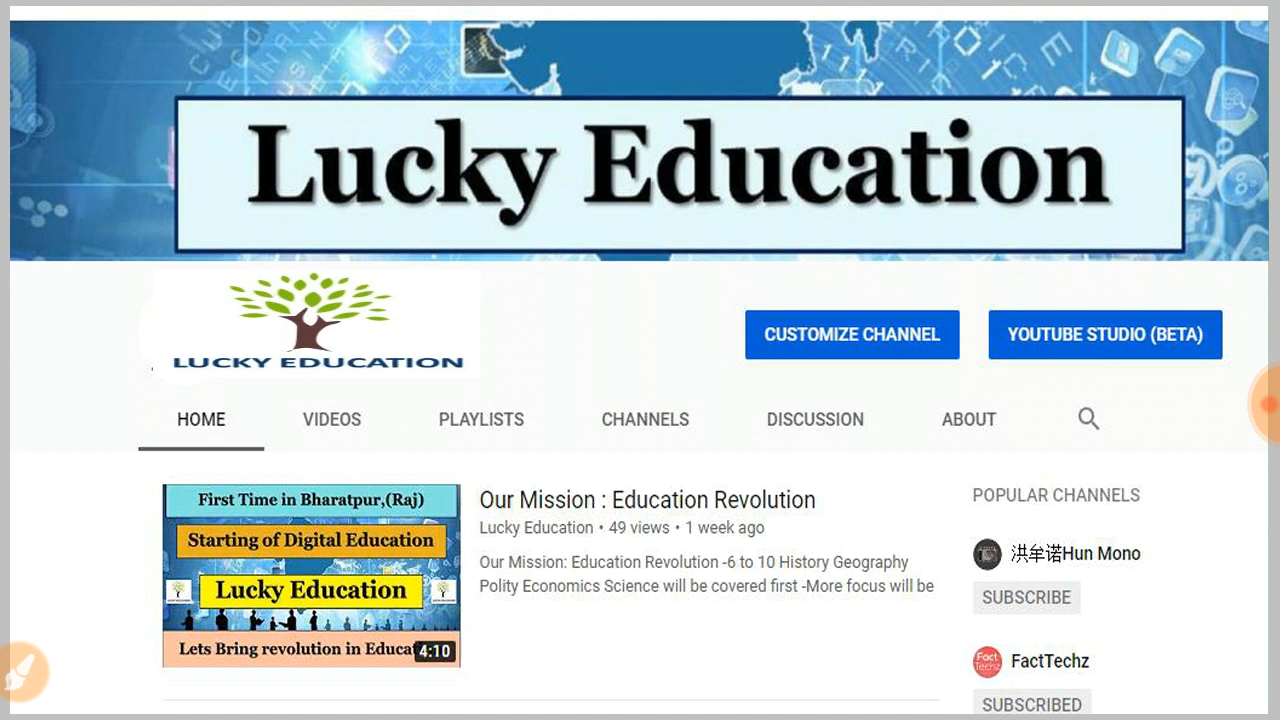 Lucky Education
LUCKY EDUCATION
CUSTOMIZE CHANNEL
YOUTUBE STUDIO (BETA)
HOME
VIDEOS
PLAYLISTS
CHANNELS
DISCUSSION
ABOUT
First Time in Bharatpur,(Raj)
Starting of Digital Education
Lucky Education
Lets Bring revolution in Educat
4:10
Our Mission : Education Revolution
Lucky Education • 49 views • 1 week ago
Our Mission: Education Revolution -6 to 10 History Geography
Polity Economics Science will be covered first -More focus will be
POPULAR CHANNELS
洪牟诺Hun Mono
SUBSCRIBE
Fact
Techz
FactTechz
SUBSCRIBED